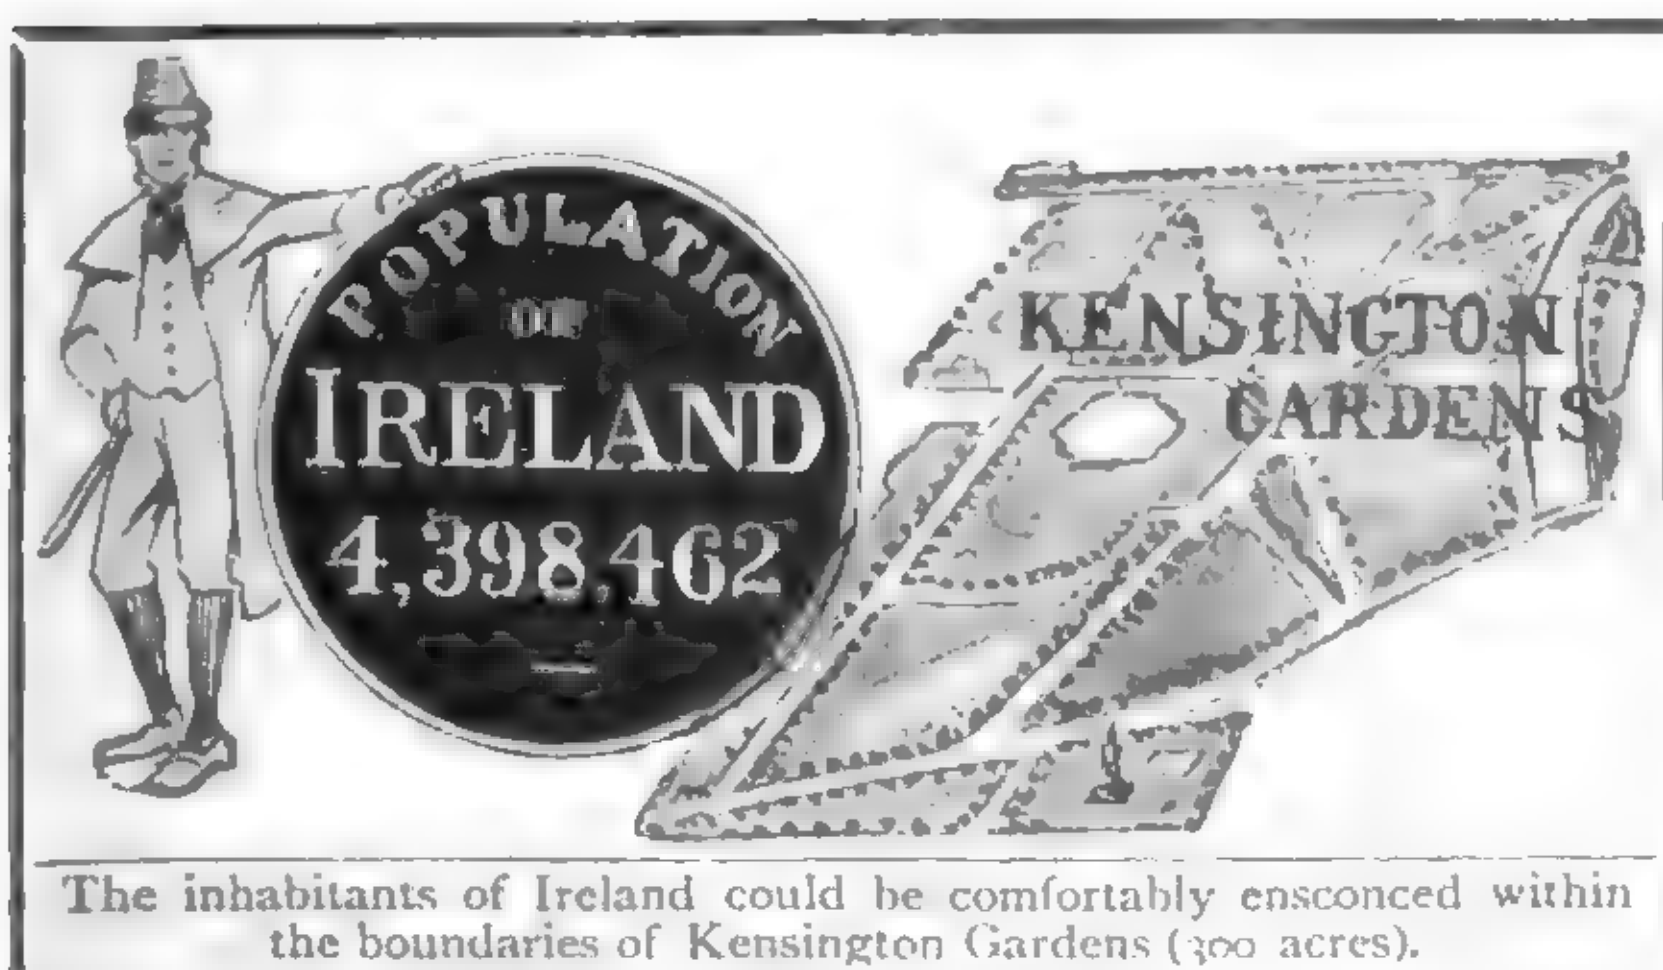 POPULATION
OF
IRELAND
4,398,462
KENSINGTON
GARDENS
The inhabitants of Ireland could be comfortably ensconced within
the boundaries of Kensington Gardens (300 acres).